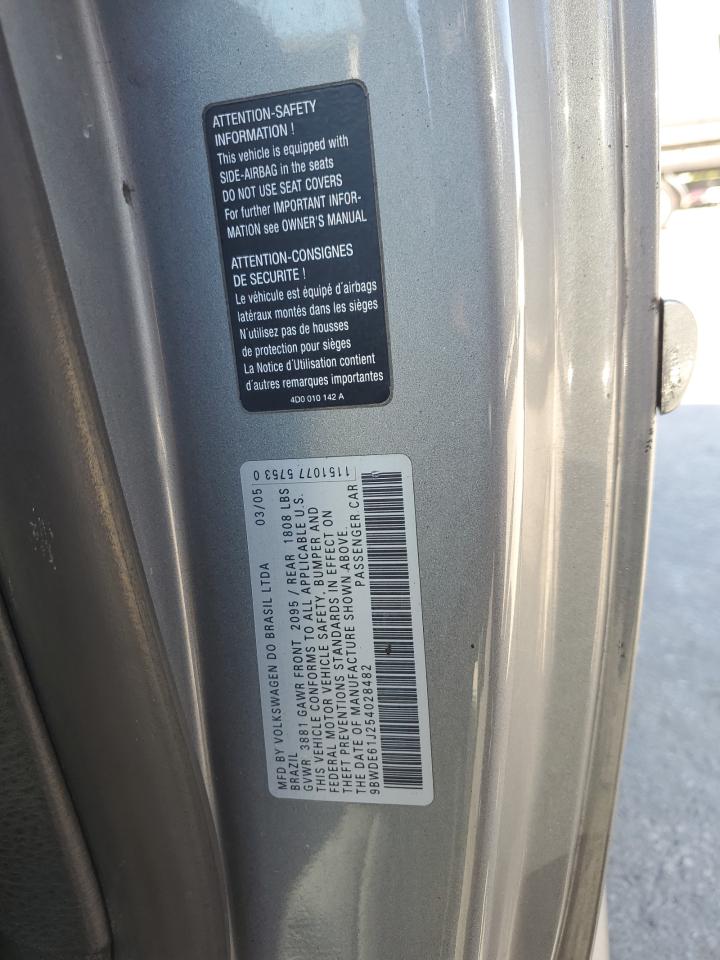 ATTENTION-SAFETY
INFORMATION !
This vehicle is equipped with
SIDE-AIRBAG in the seats
DO NOT USE SEAT COVERS
For further IMPORTANT INFOR-
MATION see OWNER'S MANUAL
ATTENTION-CONSIGNES
DE SECURITE !
Le véhicule est équipé d'airbags
latéraux montés dans les sièges
N'utilisez pas de housses
de protection pour sièges
La Notice d'Utilisation contient
d'autres remarques importantes
4D0 010 142 A
MFD BY VOLKSWAGEN DO BRASIL LTDA 03/05
BRAZIL
GVWR 3881 GAWR FRONT 2095 / REAR 1808 LBS
THIS VEHICLE CONFORMS TO ALL APPLICABLE U.S.
FEDERAL MOTOR VEHICLE SAFETY, BUMPER AND
THEFT PREVENTIONS STANDARDS IN EFFECT ON
THE DATE OF MANUFACTURE SHOWN ABOVE.
PASSENGER CAR
9BWDE61J254028482
1151077 5753 0